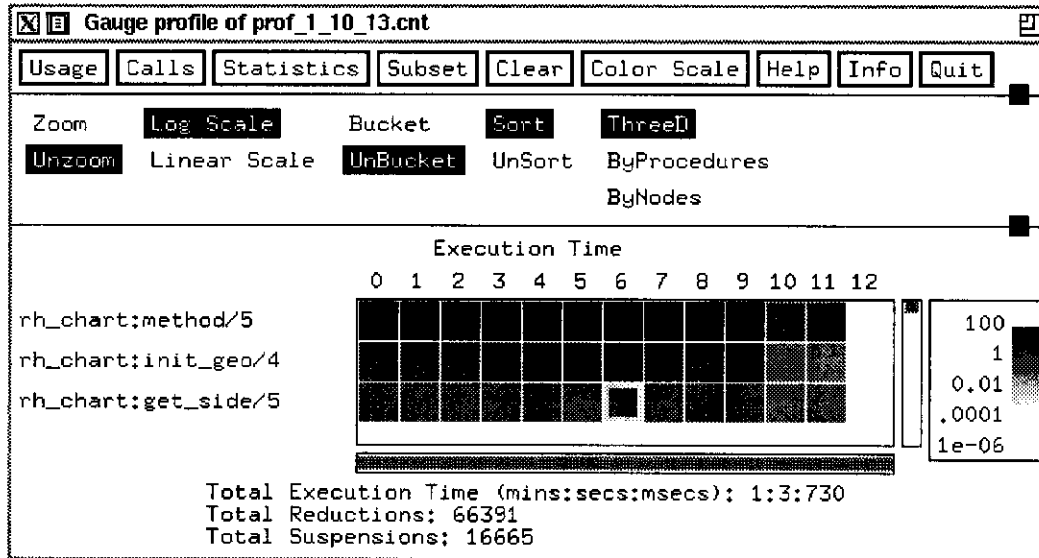 Gauge profile of prof_1_10_13.cnt
Usage Calls Statistics Subset Clear Color Scale Help Info Quit
Zoom Log Scale Bucket Sort ThreeD
Unzoom Linear Scale UnBucket UnSort ByProcedures
ByNodes
Execution Time
0 1 2 3 4 5 6 7 8 9 10 11 12
rh_chart:method/5
rh_chart:init_geo/4
rh_chart:get_side/5
100
1
0.01
.0001
1e-06
Total Execution Time (mins:secs:msecs): 1:3:730
Total Reductions: 66391
Total Suspensions: 16665